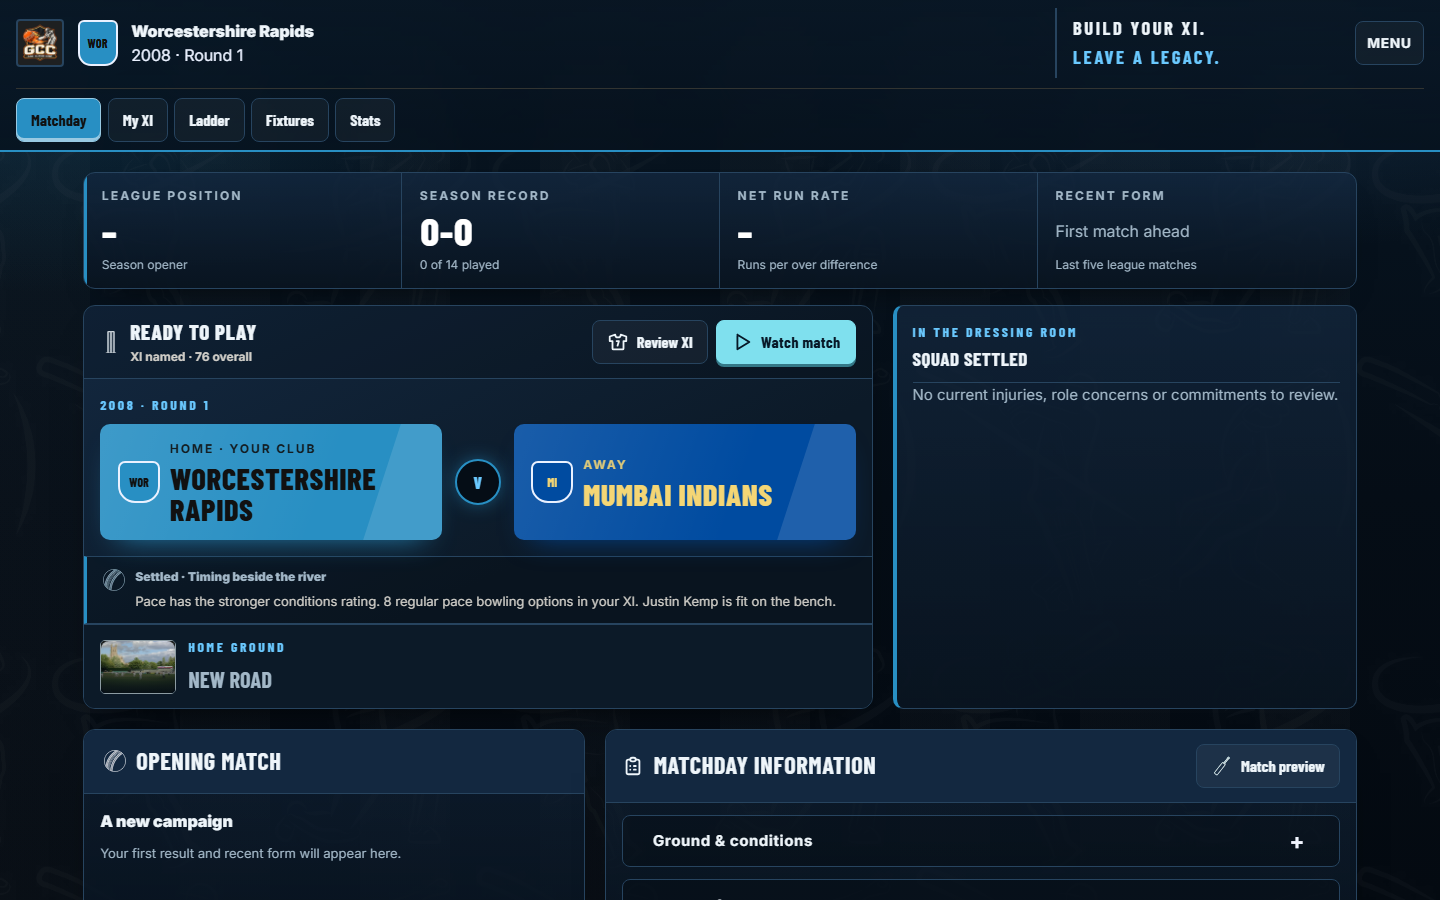 GCC
WOR
Worcestershire Rapids
2008 · Round 1
BUILD YOUR XI.
LEAVE A LEGACY.
MENU
Matchday
My XI
Ladder
Fixtures
Stats
LEAGUE POSITION
–
Season opener
SEASON RECORD
0-0
0 of 14 played
NET RUN RATE
–
Runs per over difference
RECENT FORM
First match ahead
Last five league matches
READY TO PLAY
XI named · 76 overall
Review XI
Watch match
2008 · ROUND 1
WOR
HOME · YOUR CLUB
WORCESTERSHIRE
RAPIDS
V
MI
AWAY
MUMBAI INDIANS
Settled · Timing beside the river
Pace has the stronger conditions rating. 8 regular pace bowling options in your XI. Justin Kemp is fit on the bench.
HOME GROUND
NEW ROAD
IN THE DRESSING ROOM
SQUAD SETTLED
No current injuries, role concerns or commitments to review.
OPENING MATCH
A new campaign
Your first result and recent form will appear here.
MATCHDAY INFORMATION
Match preview
Ground & conditions
+